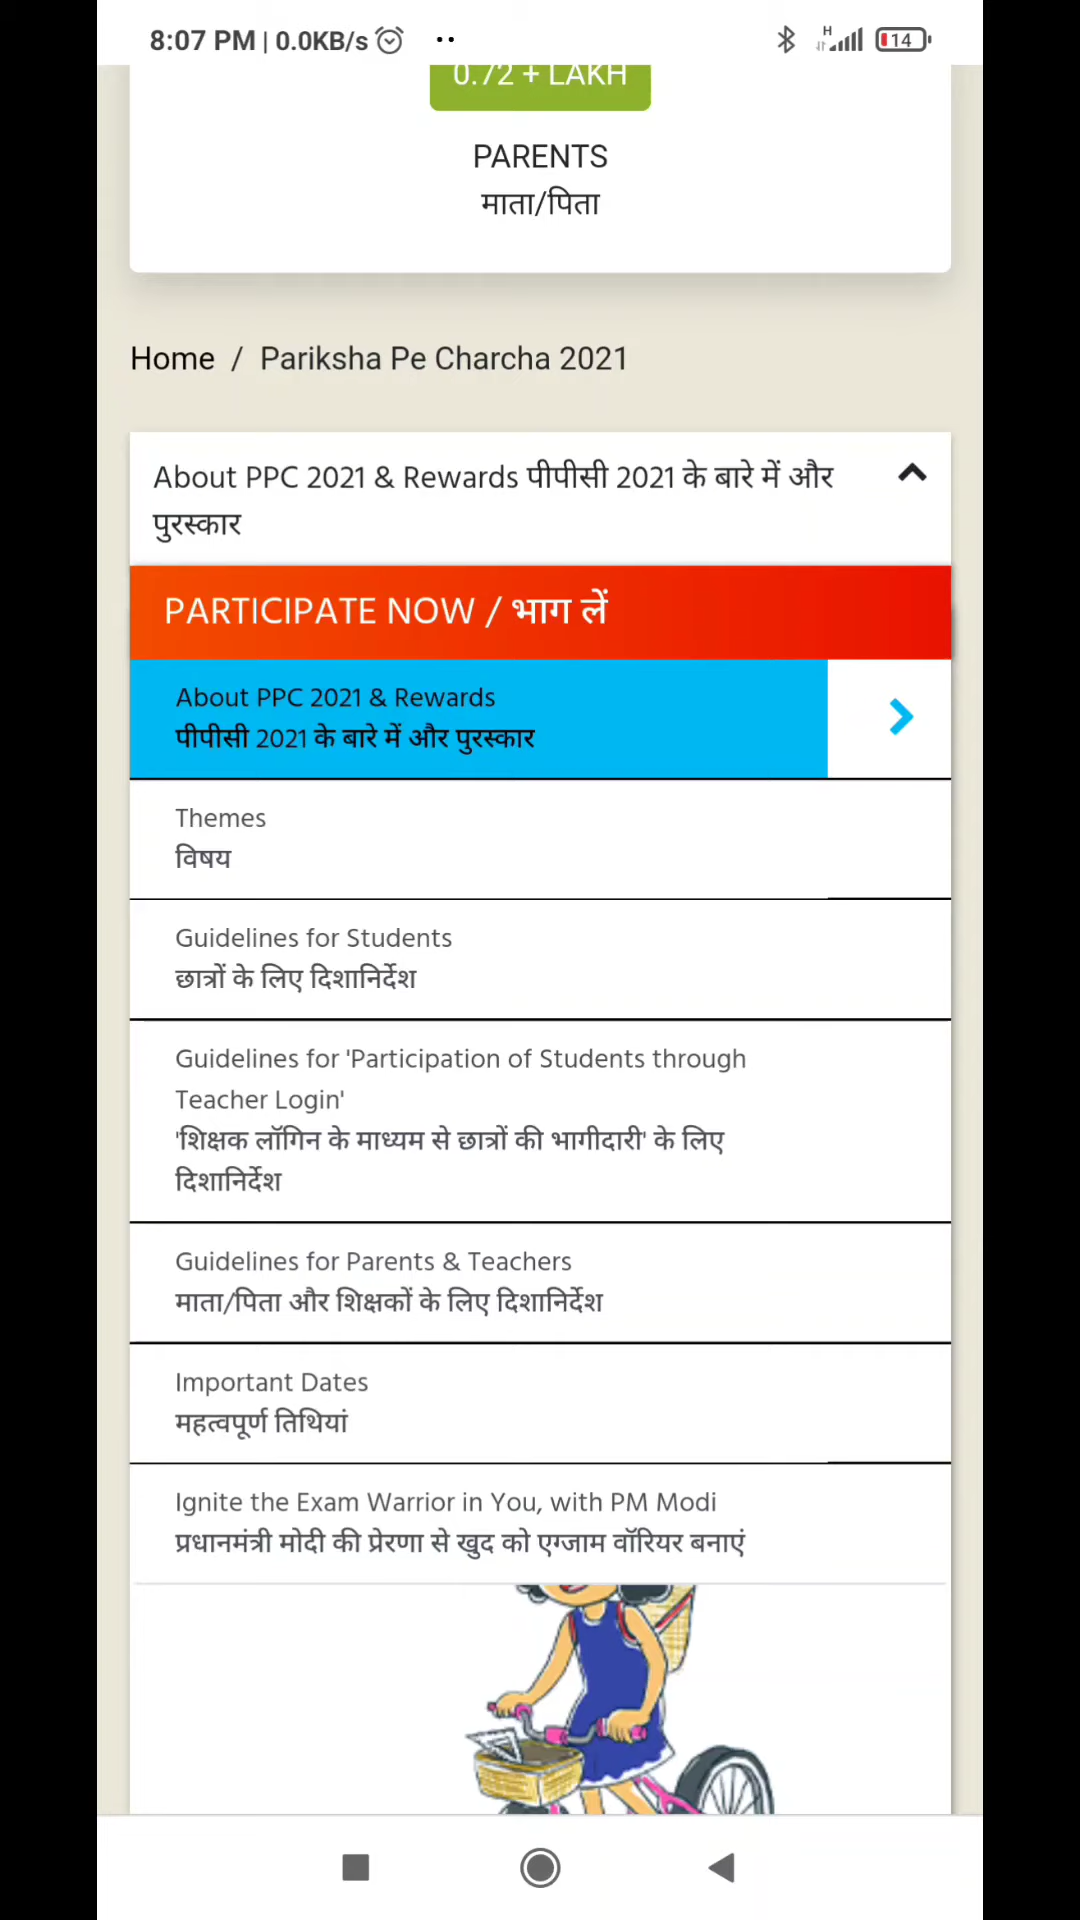 8:07 PM | 0.0KB/s
H
14
0.72 + LAKH
PARENTS
माता/पिता
Home / Pariksha Pe Charcha 2021
About PPC 2021 & Rewards पीपीसी 2021 के बारे में और
पुरस्कार
PARTICIPATE NOW / भाग लें
About PPC 2021 & Rewards
पीपीसी 2021 के बारे में और पुरस्कार
Themes
विषय
Guidelines for Students
छात्रों के लिए दिशानिर्देश
Guidelines for 'Participation of Students through
Teacher Login'
'शिक्षक लॉगिन के माध्यम से छात्रों की भागीदारी' के लिए
दिशानिर्देश
Guidelines for Parents & Teachers
माता/पिता और शिक्षकों के लिए दिशानिर्देश
Important Dates
महत्वपूर्ण तिथियां
Ignite the Exam Warrior in You, with PM Modi
प्रधानमंत्री मोदी की प्रेरणा से खुद को एग्जाम वॉरियर बनाएं